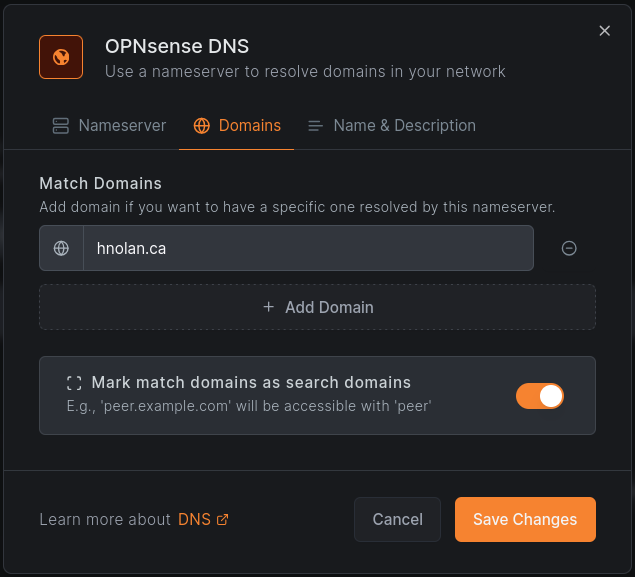 OPNsense DNS
Use a nameserver to resolve domains in your network
Nameserver
Domains
Name & Description
Match Domains
Add domain if you want to have a specific one resolved by this nameserver.
hnolan.ca
Add Domain
Mark match domains as search domains
E.g., 'peer.example.com' will be accessible with 'peer'
Learn more about DNS
Cancel
Save Changes